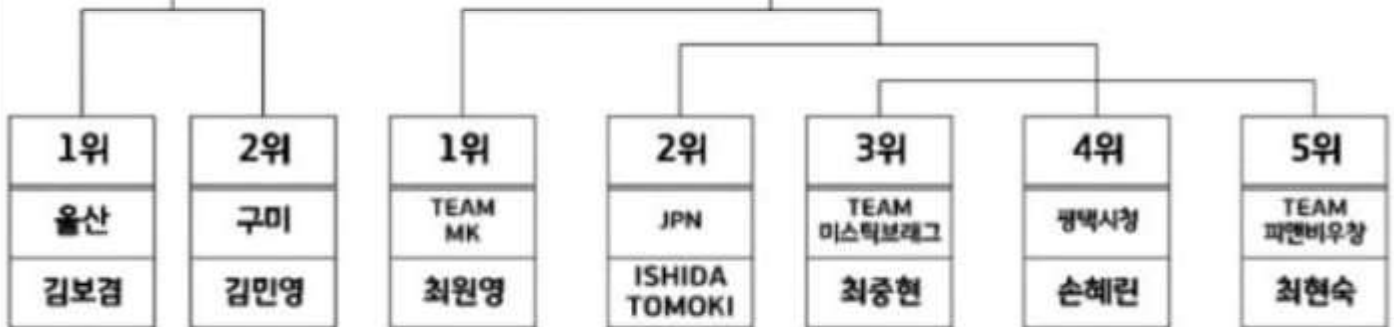 1위
2위
1위
2위
3위
4위
5위
울산
구미
TEAM
MK
JPN
TEAM
미스틱브래그
평택시청
TEAM
피앤비우창
김보겸
김민영
최원영
ISHIDA
TOMOKI
최중현
손혜린
최현숙